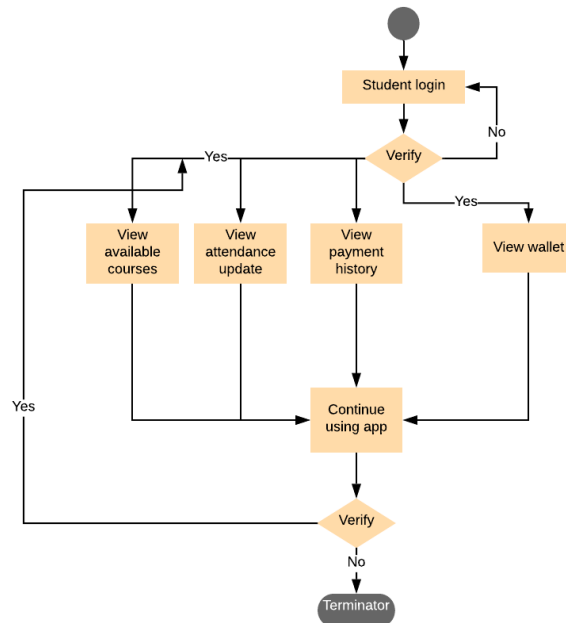 Student login
No
Verify
Yes
Yes
View
available
courses
View
attendance
update
View
payment
history
View wallet
Yes
Continue
using app
Verify
No
Terminator